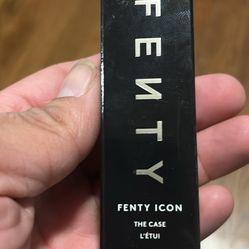 FENTY
FENTY ICON
THE CASE
L'ÉTUI